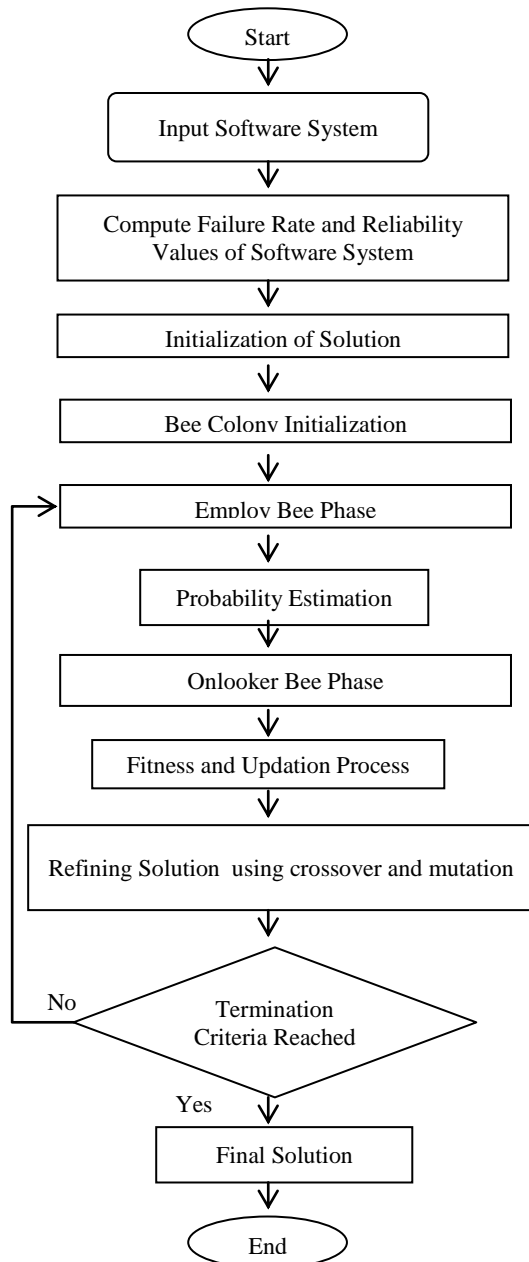 Start
Input Software System
Compute Failure Rate and Reliability
Values of Software System
Initialization of Solution
Bee Colony Initialization
Employ Bee Phase
Probability Estimation
Onlooker Bee Phase
Fitness and Updation Process
Refining Solution using crossover and mutation
No
Termination
Criteria Reached
Yes
Final Solution
End